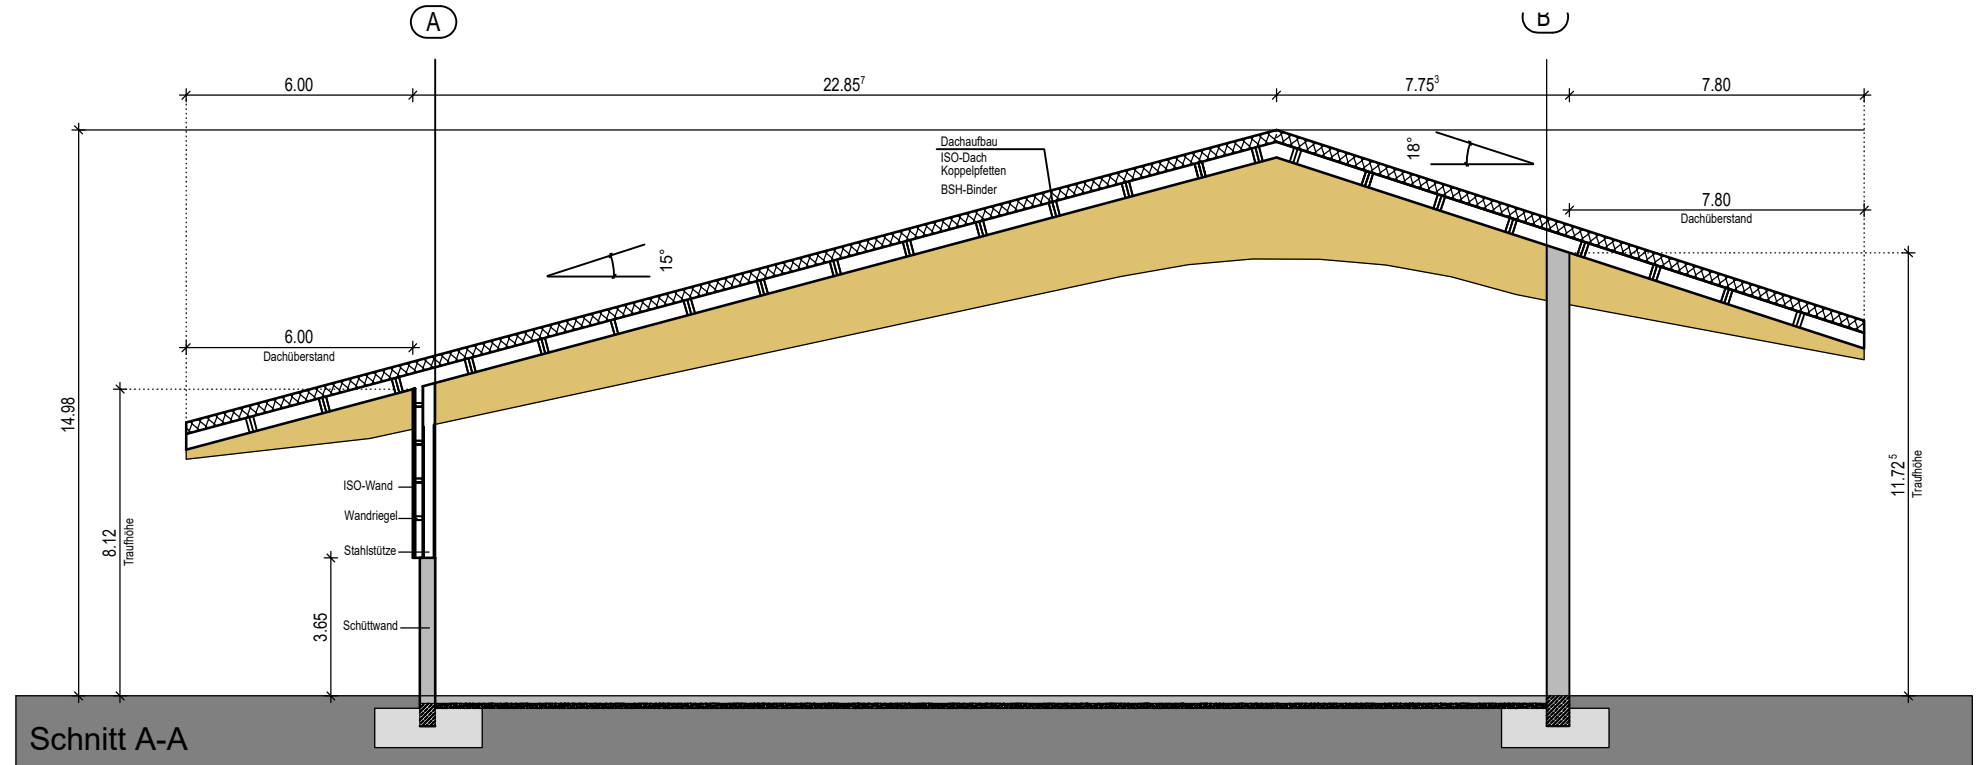 A
B
6.00
22.85⁷
7.75³
7.80
Dachaufbau
ISO-Dach
Koppelpfetten
BSH-Binder
18°
7.80
Dachüberstand
15°
6.00
Dachüberstand
14.98
8.12
Traufhöhe
11.72⁵
Traufhöhe
ISO-Wand
Wandriegel
Stahlstütze
3.65
Schüttwand
Schnitt A-A